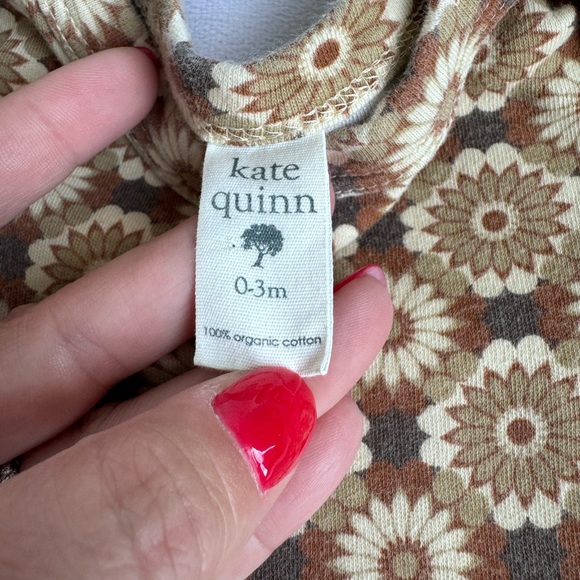 kate
quinn
0-3m
100% organic cotton